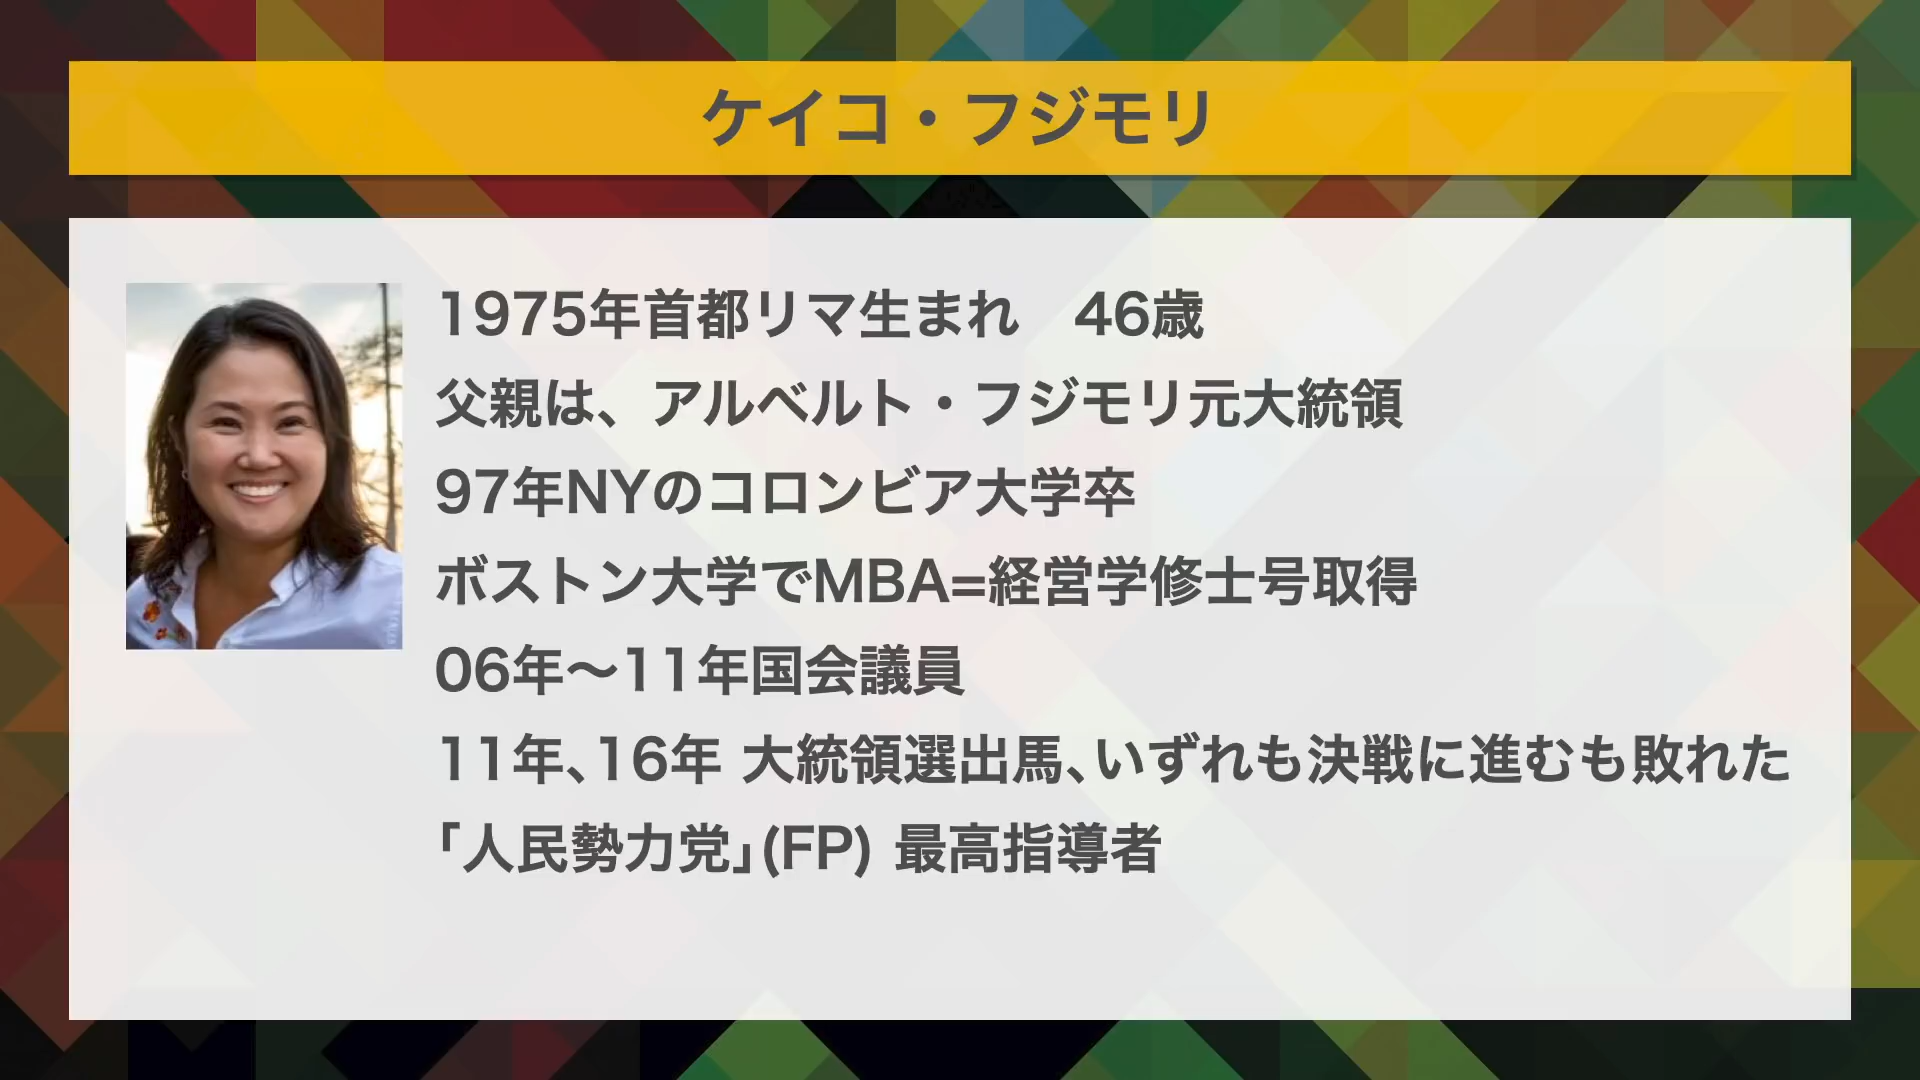 ケイコ・フジモリ
1975年首都リマ生まれ　46歳
父親は、アルベルト・フジモリ元大統領
97年NYのコロンビア大学卒
ボストン大学でMBA=経営学修士号取得
06年〜11年国会議員
11年、16年 大統領選出馬、いずれも決戦に進むも敗れた
「人民勢力党」(FP) 最高指導者